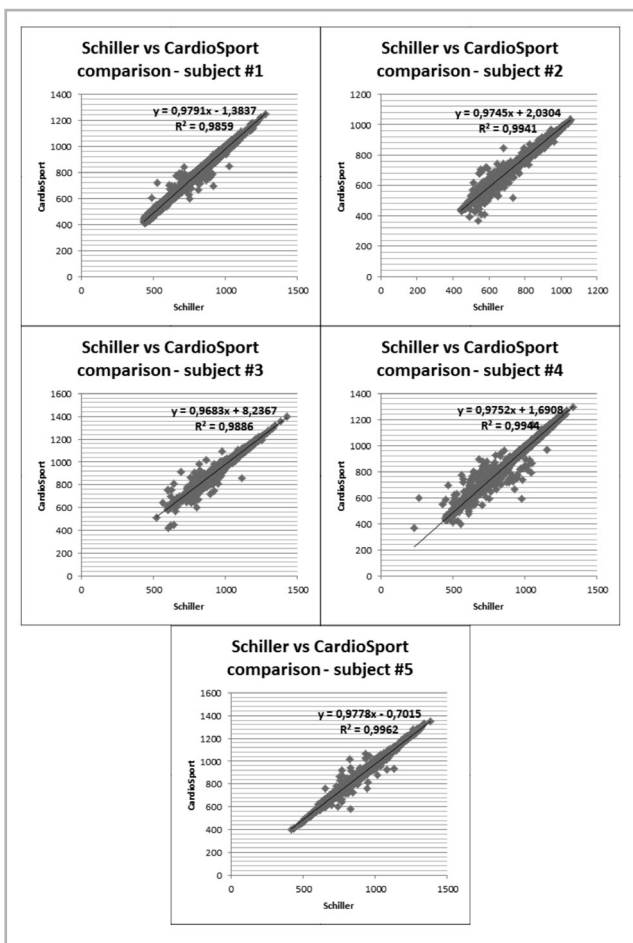 Schiller vs CardioSport
comparison - subject #1
y = 0,9791x - 1,3837
R² = 0,9859
1400
1200
1000
800
600
400
200
0
0 500 1000 1500
CardioSport
Schiller
Schiller vs CardioSport
comparison - subject #2
y = 0,9745x + 2,0304
R² = 0,9941
1200
1000
800
600
400
200
0
0 200 400 600 800 1000 1200
CardioSport
Schiller
Schiller vs CardioSport
comparison - subject #3
y = 0,9683x + 8,2367
R² = 0,9886
1600
1400
1200
1000
800
600
400
200
0
0 500 1000 1500
CardioSport
Schiller
Schiller vs CardioSport
comparison - subject #4
y = 0,9752x + 1,6908
R² = 0,9944
1400
1200
1000
800
600
400
200
0
0 500 1000 1500
CardioSport
Schiller
Schiller vs CardioSport
comparison - subject #5
y = 0,9778x - 0,7015
R² = 0,9962
1600
1400
1200
1000
800
600
400
200
0
0 500 1000 1500
CardioSport
Schiller